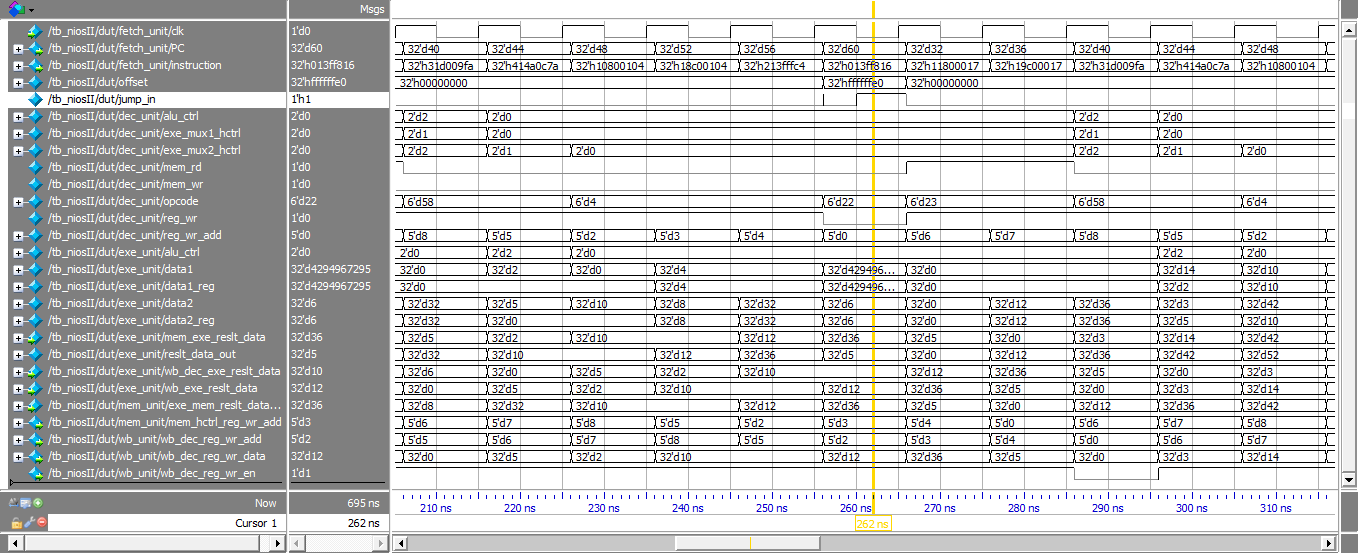 Msgs
/tb_niosII/dut/fetch_unit/clk 1'd0
/tb_niosII/dut/fetch_unit/PC 32'd60 32'd40 32'd44 32'd48 32'd52 32'd56 32'd60 32'd32 32'd36 32'd40 32'd44 32'd48
/tb_niosII/dut/fetch_unit/instruction 32'h013ff816 32'h31d009fa 32'h414a0c7a 32'h10800104 32'h18c00104 32'h213fffc4 32'h013ff816 32'h11800017 32'h19c00017 32'h31d009fa 32'h414a0c7a 32'h10800104
/tb_niosII/dut/offset 32'hffffffe0 32'h00000000 32'hffffffe0 32'h00000000
/tb_niosII/dut/jump_in 1'h1
/tb_niosII/dut/dec_unit/alu_ctrl 2'd0 2'd2 2'd0 2'd2 2'd0
/tb_niosII/dut/dec_unit/exe_mux1_hctrl 2'd0 2'd1 2'd0 2'd1 2'd0
/tb_niosII/dut/dec_unit/exe_mux2_hctrl 2'd0 2'd2 2'd1 2'd0 2'd2 2'd1 2'd0
/tb_niosII/dut/dec_unit/mem_rd 1'd0
/tb_niosII/dut/dec_unit/mem_wr 1'd0
/tb_niosII/dut/dec_unit/opcode 6'd22 6'd58 6'd4 6'd22 6'd23 6'd58 6'd4
/tb_niosII/dut/dec_unit/reg_wr 1'd0
/tb_niosII/dut/dec_unit/reg_wr_add 5'd0 5'd8 5'd5 5'd2 5'd3 5'd4 5'd0 5'd6 5'd7 5'd8 5'd5 5'd2
/tb_niosII/dut/exe_unit/alu_ctrl 2'd0 2'd0 2'd2 2'd0 2'd2 2'd0
/tb_niosII/dut/exe_unit/data1 32'd4294967295 32'd0 32'd2 32'd0 32'd4 32'd429496... 32'd0 32'd14 32'd10
/tb_niosII/dut/exe_unit/data1_reg 32'd4294967295 32'd0 32'd4 32'd429496... 32'd0 32'd2 32'd10
/tb_niosII/dut/exe_unit/data2 32'd6 32'd32 32'd5 32'd10 32'd8 32'd32 32'd6 32'd0 32'd12 32'd36 32'd3 32'd42
/tb_niosII/dut/exe_unit/data2_reg 32'd6 32'd32 32'd0 32'd8 32'd32 32'd6 32'd0 32'd12 32'd36 32'd5 32'd10
/tb_niosII/dut/exe_unit/mem_exe_reslt_data 32'd36 32'd5 32'd2 32'd10 32'd12 32'd36 32'd5 32'd0 32'd3 32'd14 32'd42
/tb_niosII/dut/exe_unit/reslt_data_out 32'd5 32'd32 32'd10 32'd12 32'd36 32'd5 32'd0 32'd12 32'd36 32'd42 32'd52
/tb_niosII/dut/exe_unit/wb_dec_exe_reslt_data 32'd10 32'd6 32'd0 32'd5 32'd2 32'd10 32'd12 32'd36 32'd5 32'd0 32'd3
/tb_niosII/dut/exe_unit/wb_exe_reslt_data 32'd12 32'd0 32'd5 32'd2 32'd10 32'd12 32'd36 32'd5 32'd0 32'd3 32'd14
/tb_niosII/dut/mem_unit/exe_mem_reslt_data... 32'd36 32'd8 32'd32 32'd10 32'd12 32'd36 32'd5 32'd0 32'd12 32'd36 32'd42
/tb_niosII/dut/mem_unit/mem_hctrl_reg_wr_add 5'd3 5'd6 5'd7 5'd8 5'd5 5'd2 5'd3 5'd4 5'd0 5'd6 5'd7 5'd8
/tb_niosII/dut/wb_unit/wb_dec_reg_wr_add 5'd2 5'd5 5'd6 5'd7 5'd8 5'd5 5'd2 5'd3 5'd4 5'd0 5'd6 5'd7
/tb_niosII/dut/wb_unit/wb_dec_reg_wr_data 32'd12 32'd0 32'd5 32'd2 32'd10 32'd12 32'd36 32'd5 32'd0 32'd3 32'd14
/tb_niosII/dut/wb_unit/wb_dec_reg_wr_en 1'd1
Now 695 ns 210 ns 220 ns 230 ns 240 ns 250 ns 260 ns 270 ns 280 ns 290 ns 300 ns 310 ns
Cursor 1 262 ns 262 ns